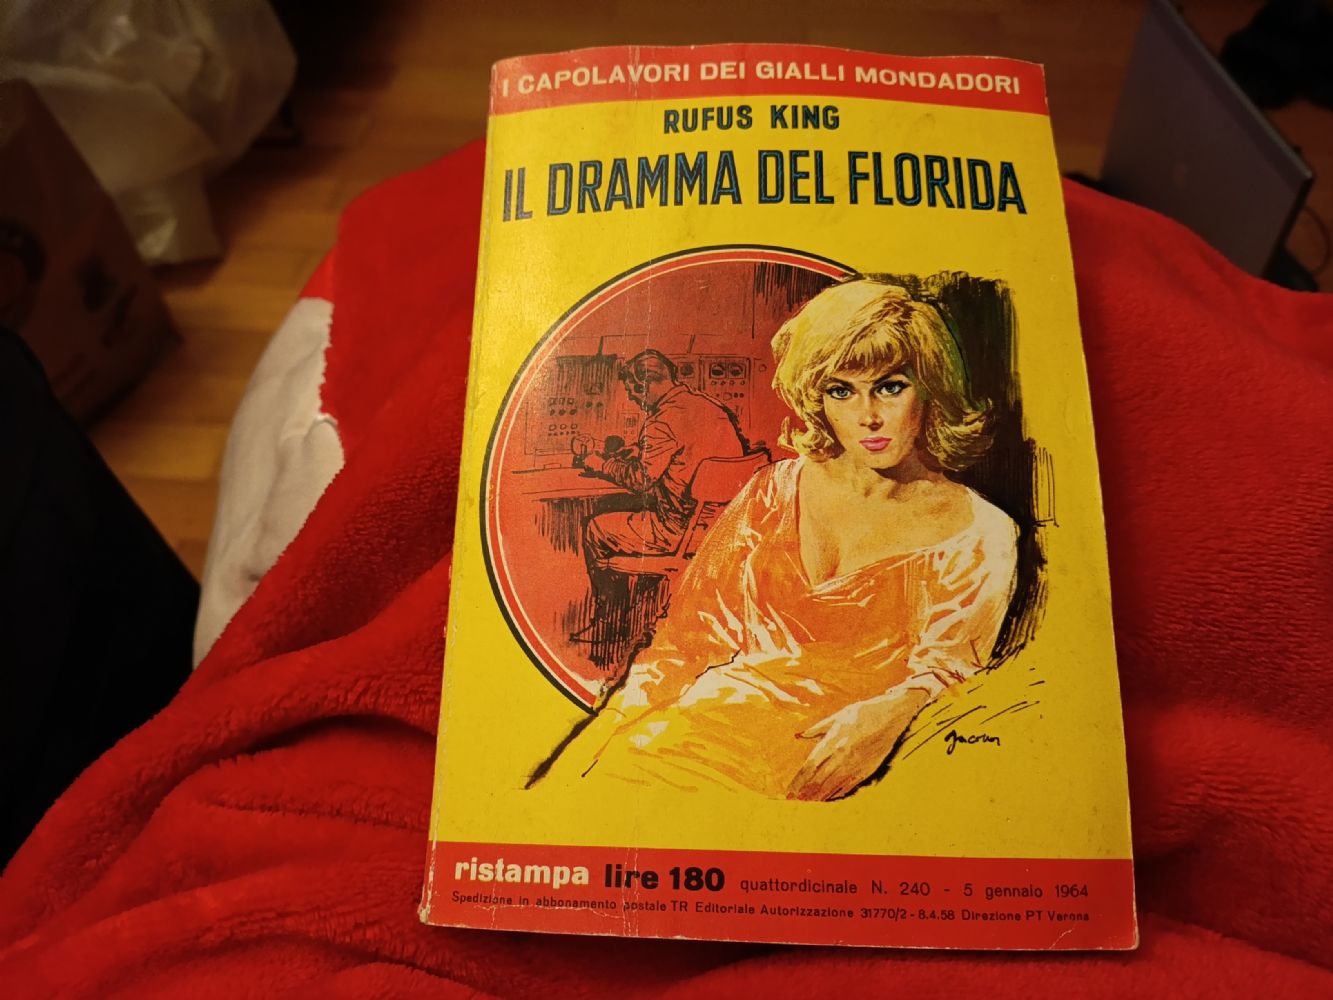 I CAPOLAVORI DEI GIALLI MONDADORI
RUFUS KING
IL DRAMMA DEL FLORIDA
Jacono
ristampa lire 180 quattordicinale N. 240 - 5 gennaio 1964
Spedizione in abbonamento postale TR Editoriale Autorizzazione 31770/2 - 8.4.58 Direzione PT Verona